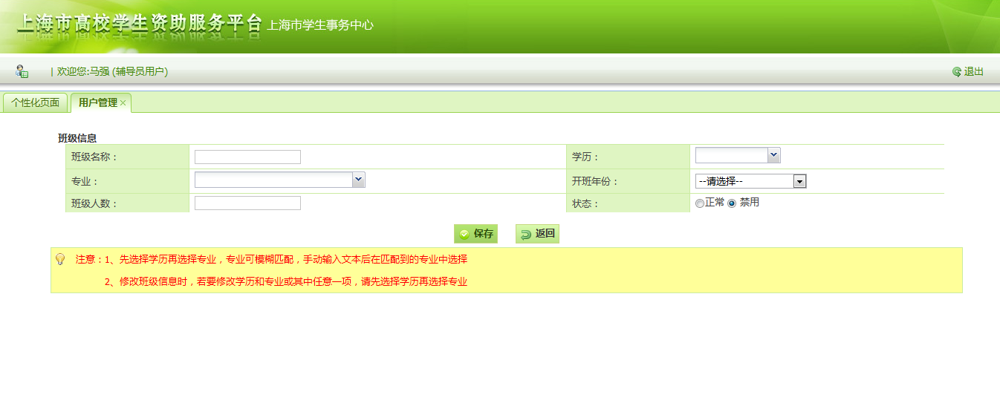 上海市高校学生资助服务平台 上海市学生事务中心
| 欢迎您:马强 (辅导员用户) 退出
个性化页面 用户管理
班级信息
班级名称： 学历：
专业： 开班年份： --请选择--
班级人数： 状态： 正常 禁用
保存 返回
注意：1、先选择学历再选择专业，专业可模糊匹配，手动输入文本后在匹配到的专业中选择
2、修改班级信息时，若要修改学历和专业或其中任意一项，请先选择学历再选择专业